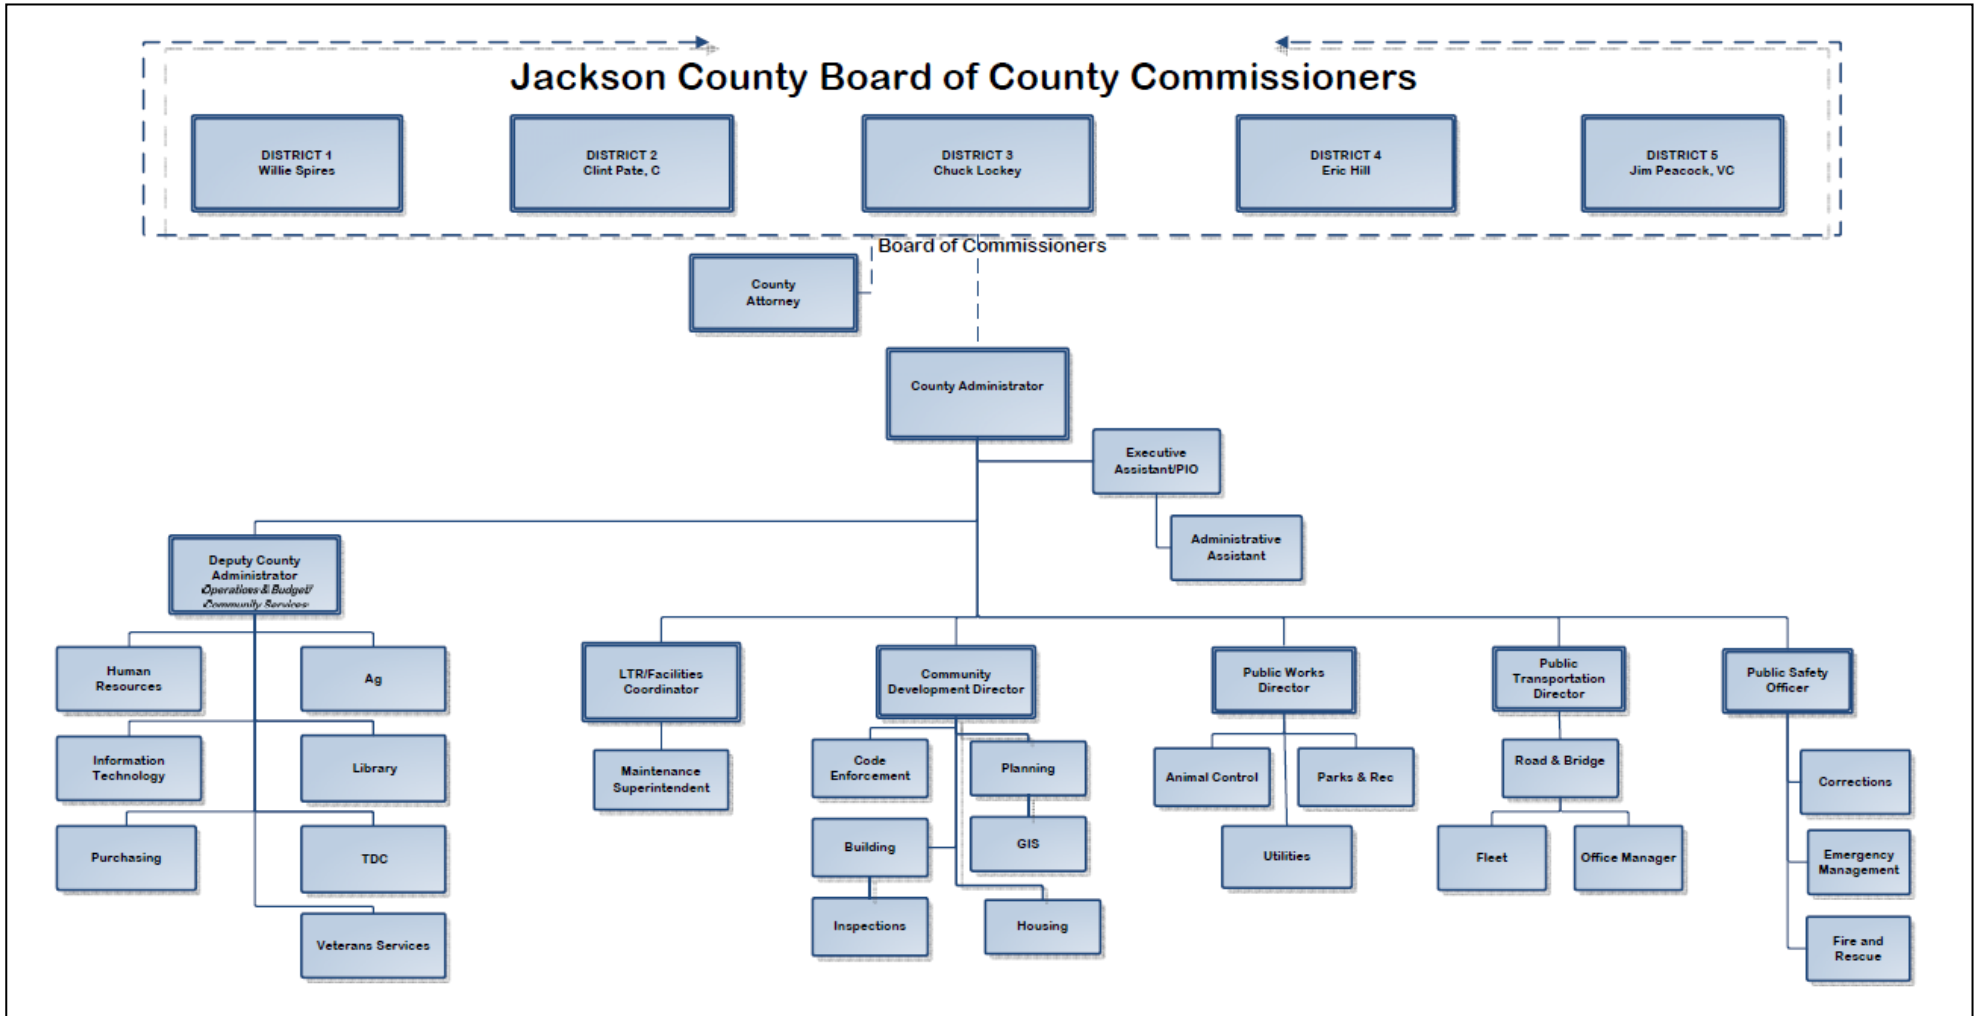 Jackson County Board of County Commissioners
DISTRICT 1
Willie Spires
DISTRICT 2
Clint Pate, C
DISTRICT 3
Chuck Lockey
DISTRICT 4
Eric Hill
DISTRICT 5
Jim Peacock, VC
Board of Commissioners
County
Attorney
County Administrator
Executive
Assistant/PIO
Administrative
Assistant
Deputy County
Administrator
Operations & Budget/
Community Services
Human
Resources
Ag
Information
Technology
Library
Purchasing
TDC
Veterans Services
LTR/Facilities
Coordinator
Maintenance
Superintendent
Community
Development Director
Code
Enforcement
Planning
Building
GIS
Inspections
Housing
Public Works
Director
Animal Control
Parks & Rec
Utilities
Public
Transportation
Director
Road & Bridge
Fleet
Office Manager
Public Safety
Officer
Corrections
Emergency
Management
Fire and
Rescue